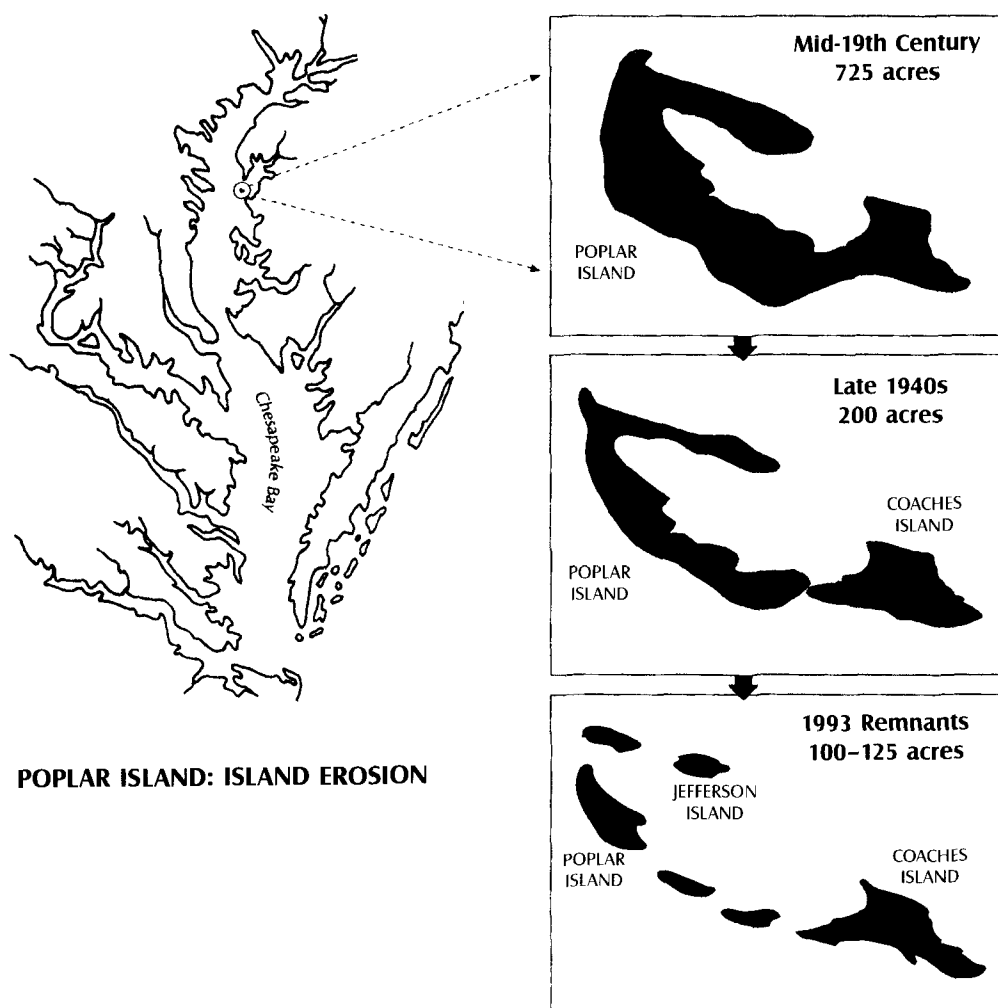 Mid-19th Century
725 acres
POPLAR
ISLAND
Chesapeake Bay
Late 1940s
200 acres
COACHES
ISLAND
POPLAR
ISLAND
POPLAR ISLAND: ISLAND EROSION
1993 Remnants
100–125 acres
JEFFERSON
ISLAND
POPLAR
ISLAND
COACHES
ISLAND